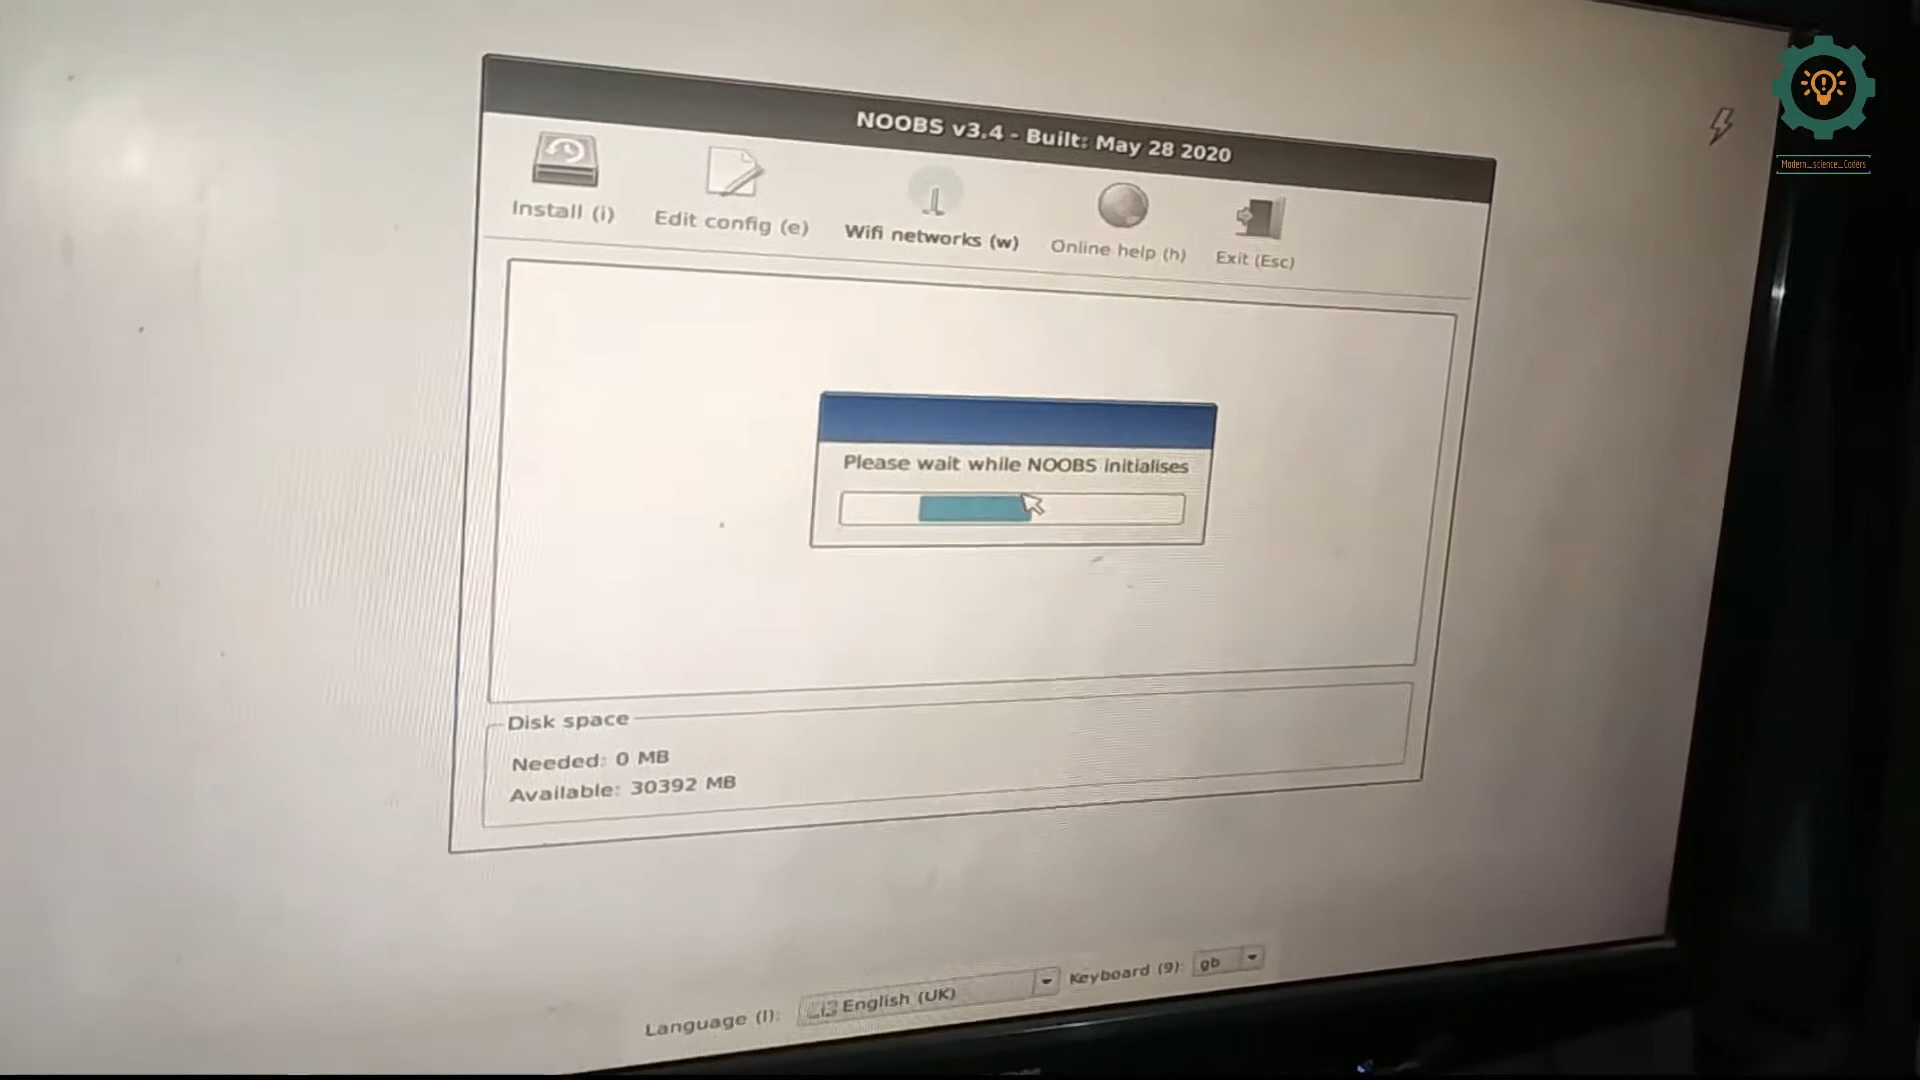 NOOBS v3.4 - Built: May 28 2020
Install (i)
Edit config (e)
Wifi networks (w)
Online help (h)
Exit (Esc)
Please wait while NOOBS initialises
Disk space
Needed: 0 MB
Available: 30392 MB
Language (l):
English (UK)
Keyboard (9):
gb
Modern_science_Coders